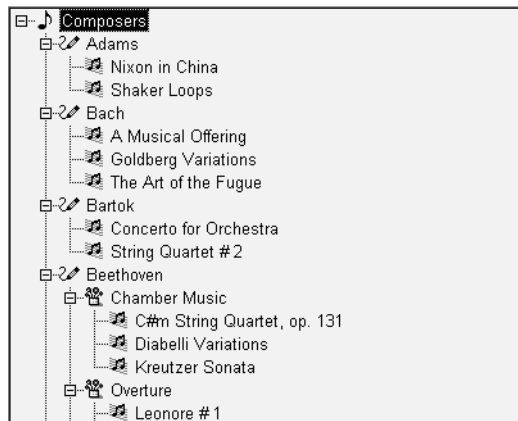 Composers
Adams
Nixon in China
Shaker Loops
Bach
A Musical Offering
Goldberg Variations
The Art of the Fugue
Bartok
Concerto for Orchestra
String Quartet #2
Beethoven
Chamber Music
C#m String Quartet, op. 131
Diabelli Variations
Kreutzer Sonata
Overture
Leonore #1